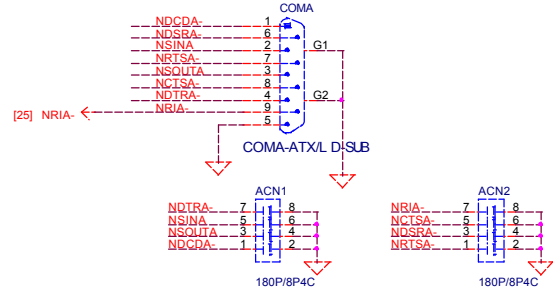 COMA
NDCDA- 1
NDSRA- 6
NSINA 2 G1
NRTSA- 7
NSOUTA 3
NCTSA- 8
NDTRA- 4 G2
NRIA- 9
[25] NRIA-
5
COMA-ATX/L D-SUB
ACN1
NDTRA- 7 8
NSINA 5 6
NSOUTA 3 4
NDCDA- 1 2
180P/8P4C
ACN2
NRIA- 7 8
NCTSA- 5 6
NDSRA- 3 4
NRTSA- 1 2
180P/8P4C